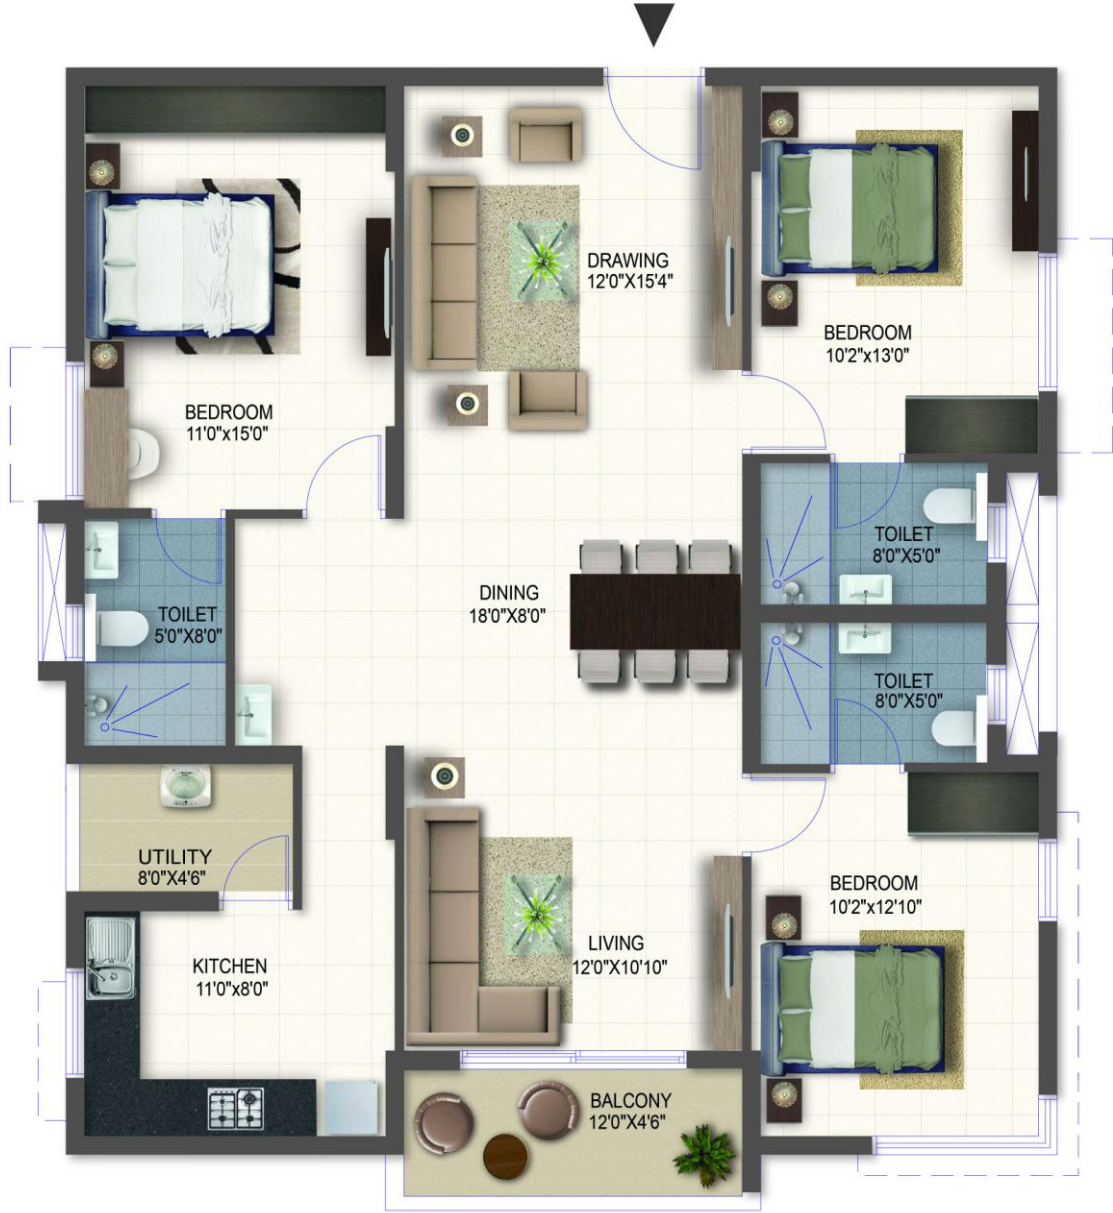 DRAWING
12'0"X15'4"
BEDROOM
10'2"x13'0"
BEDROOM
11'0"x15'0"
TOILET
8'0"X5'0"
DINING
18'0"X8'0"
TOILET
5'0"X8'0"
TOILET
8'0"X5'0"
UTILITY
8'0"X4'6"
BEDROOM
10'2"x12'10"
LIVING
12'0"X10'10"
KITCHEN
11'0"x8'0"
BALCONY
12'0"X4'6"